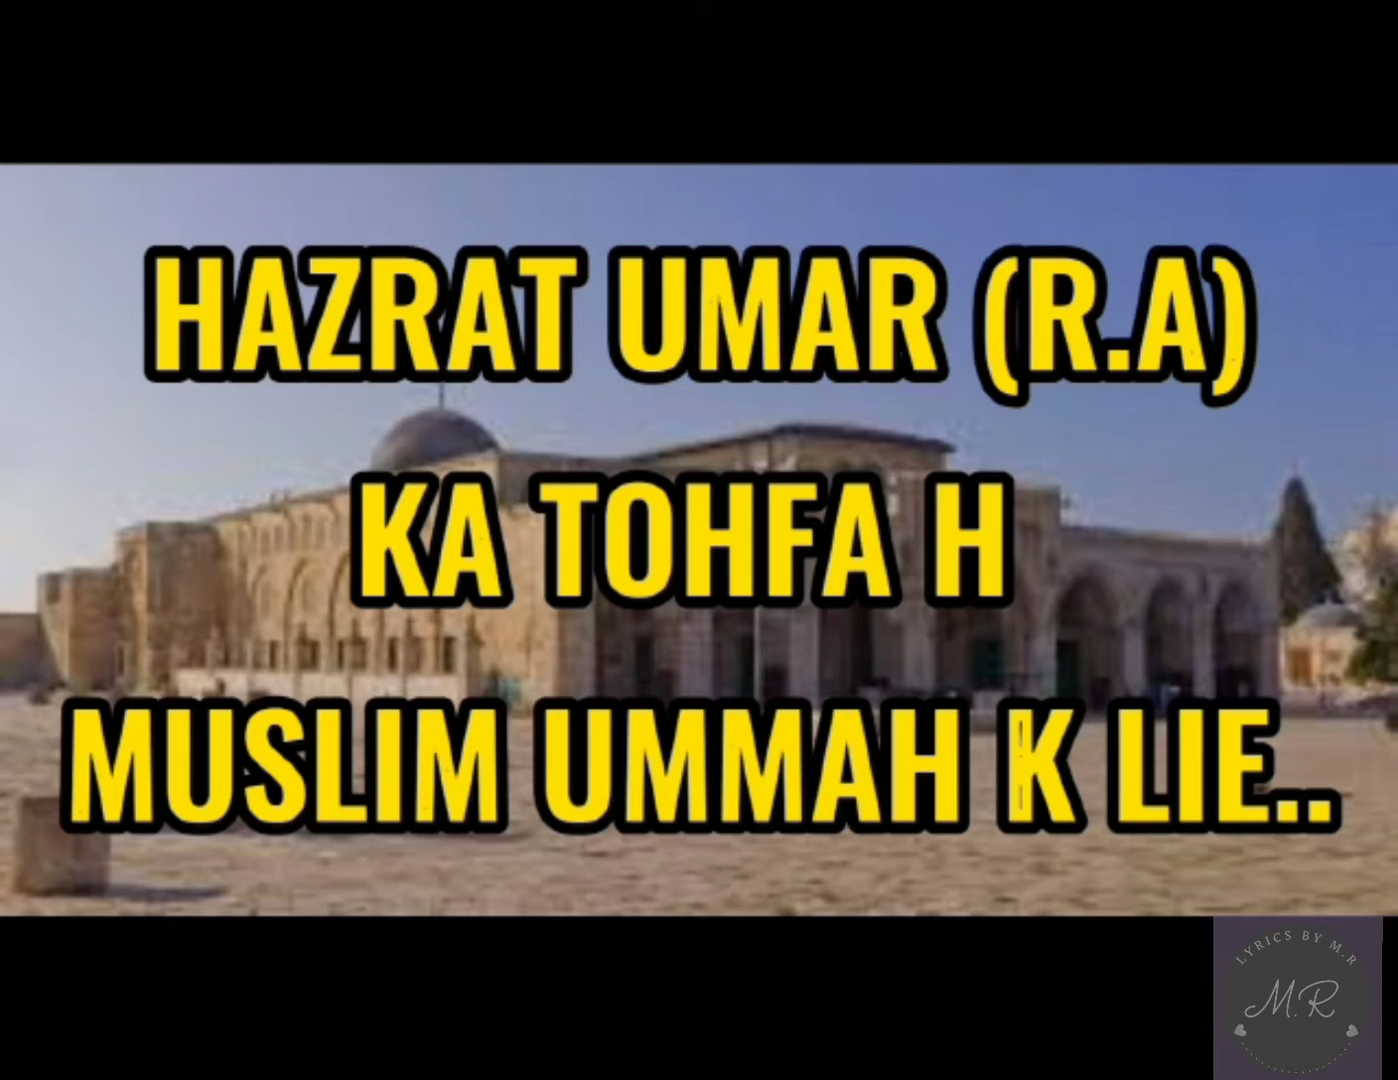 HAZRAT UMAR (R.A)
KA TOHFA H
MUSLIM UMMAH K LIE..
LYRICS BY M.R
M.R